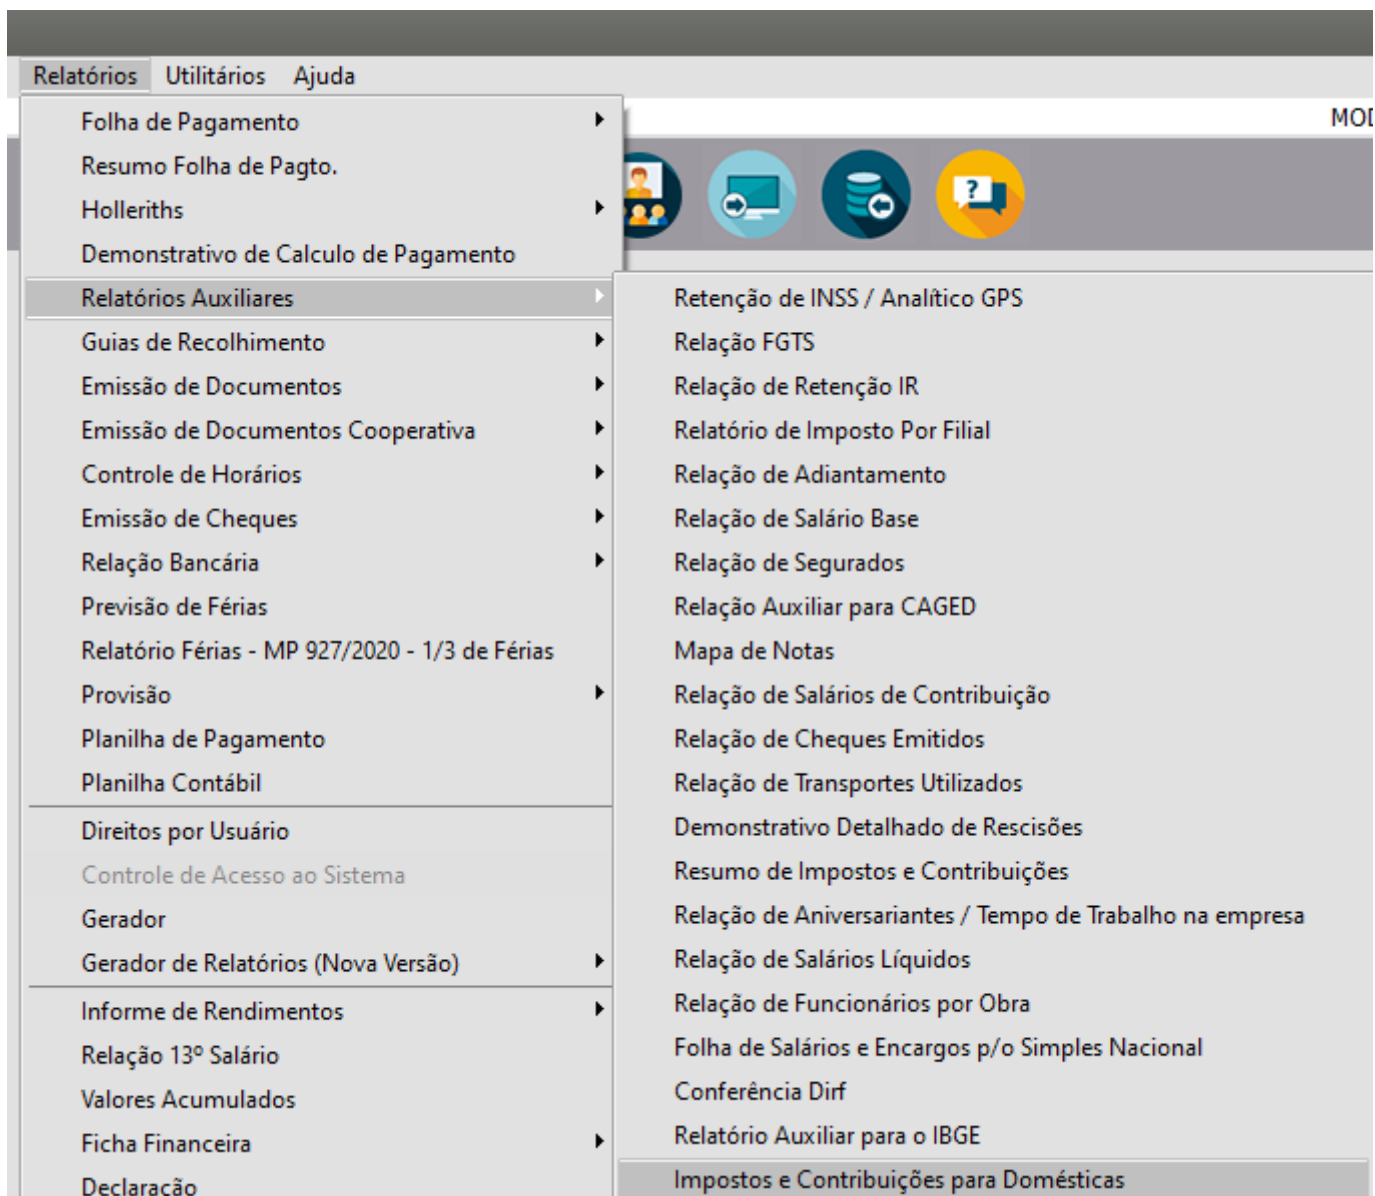 Relatórios Utilitários Ajuda
MOD
Folha de Pagamento
Resumo Folha de Pagto.
Holleriths
Demonstrativo de Calculo de Pagamento
Relatórios Auxiliares
Guias de Recolhimento
Emissão de Documentos
Emissão de Documentos Cooperativa
Controle de Horários
Emissão de Cheques
Relação Bancária
Previsão de Férias
Relatório Férias - MP 927/2020 - 1/3 de Férias
Provisão
Planilha de Pagamento
Planilha Contábil
Direitos por Usuário
Controle de Acesso ao Sistema
Gerador
Gerador de Relatórios (Nova Versão)
Informe de Rendimentos
Relação 13º Salário
Valores Acumulados
Ficha Financeira
Declaração
Retenção de INSS / Analítico GPS
Relação FGTS
Relação de Retenção IR
Relatório de Imposto Por Filial
Relação de Adiantamento
Relação de Salário Base
Relação de Segurados
Relação Auxiliar para CAGED
Mapa de Notas
Relação de Salários de Contribuição
Relação de Cheques Emitidos
Relação de Transportes Utilizados
Demonstrativo Detalhado de Rescisões
Resumo de Impostos e Contribuições
Relação de Aniversariantes / Tempo de Trabalho na empresa
Relação de Salários Líquidos
Relação de Funcionários por Obra
Folha de Salários e Encargos p/o Simples Nacional
Conferência Dirf
Relatório Auxiliar para o IBGE
Impostos e Contribuições para Domésticas